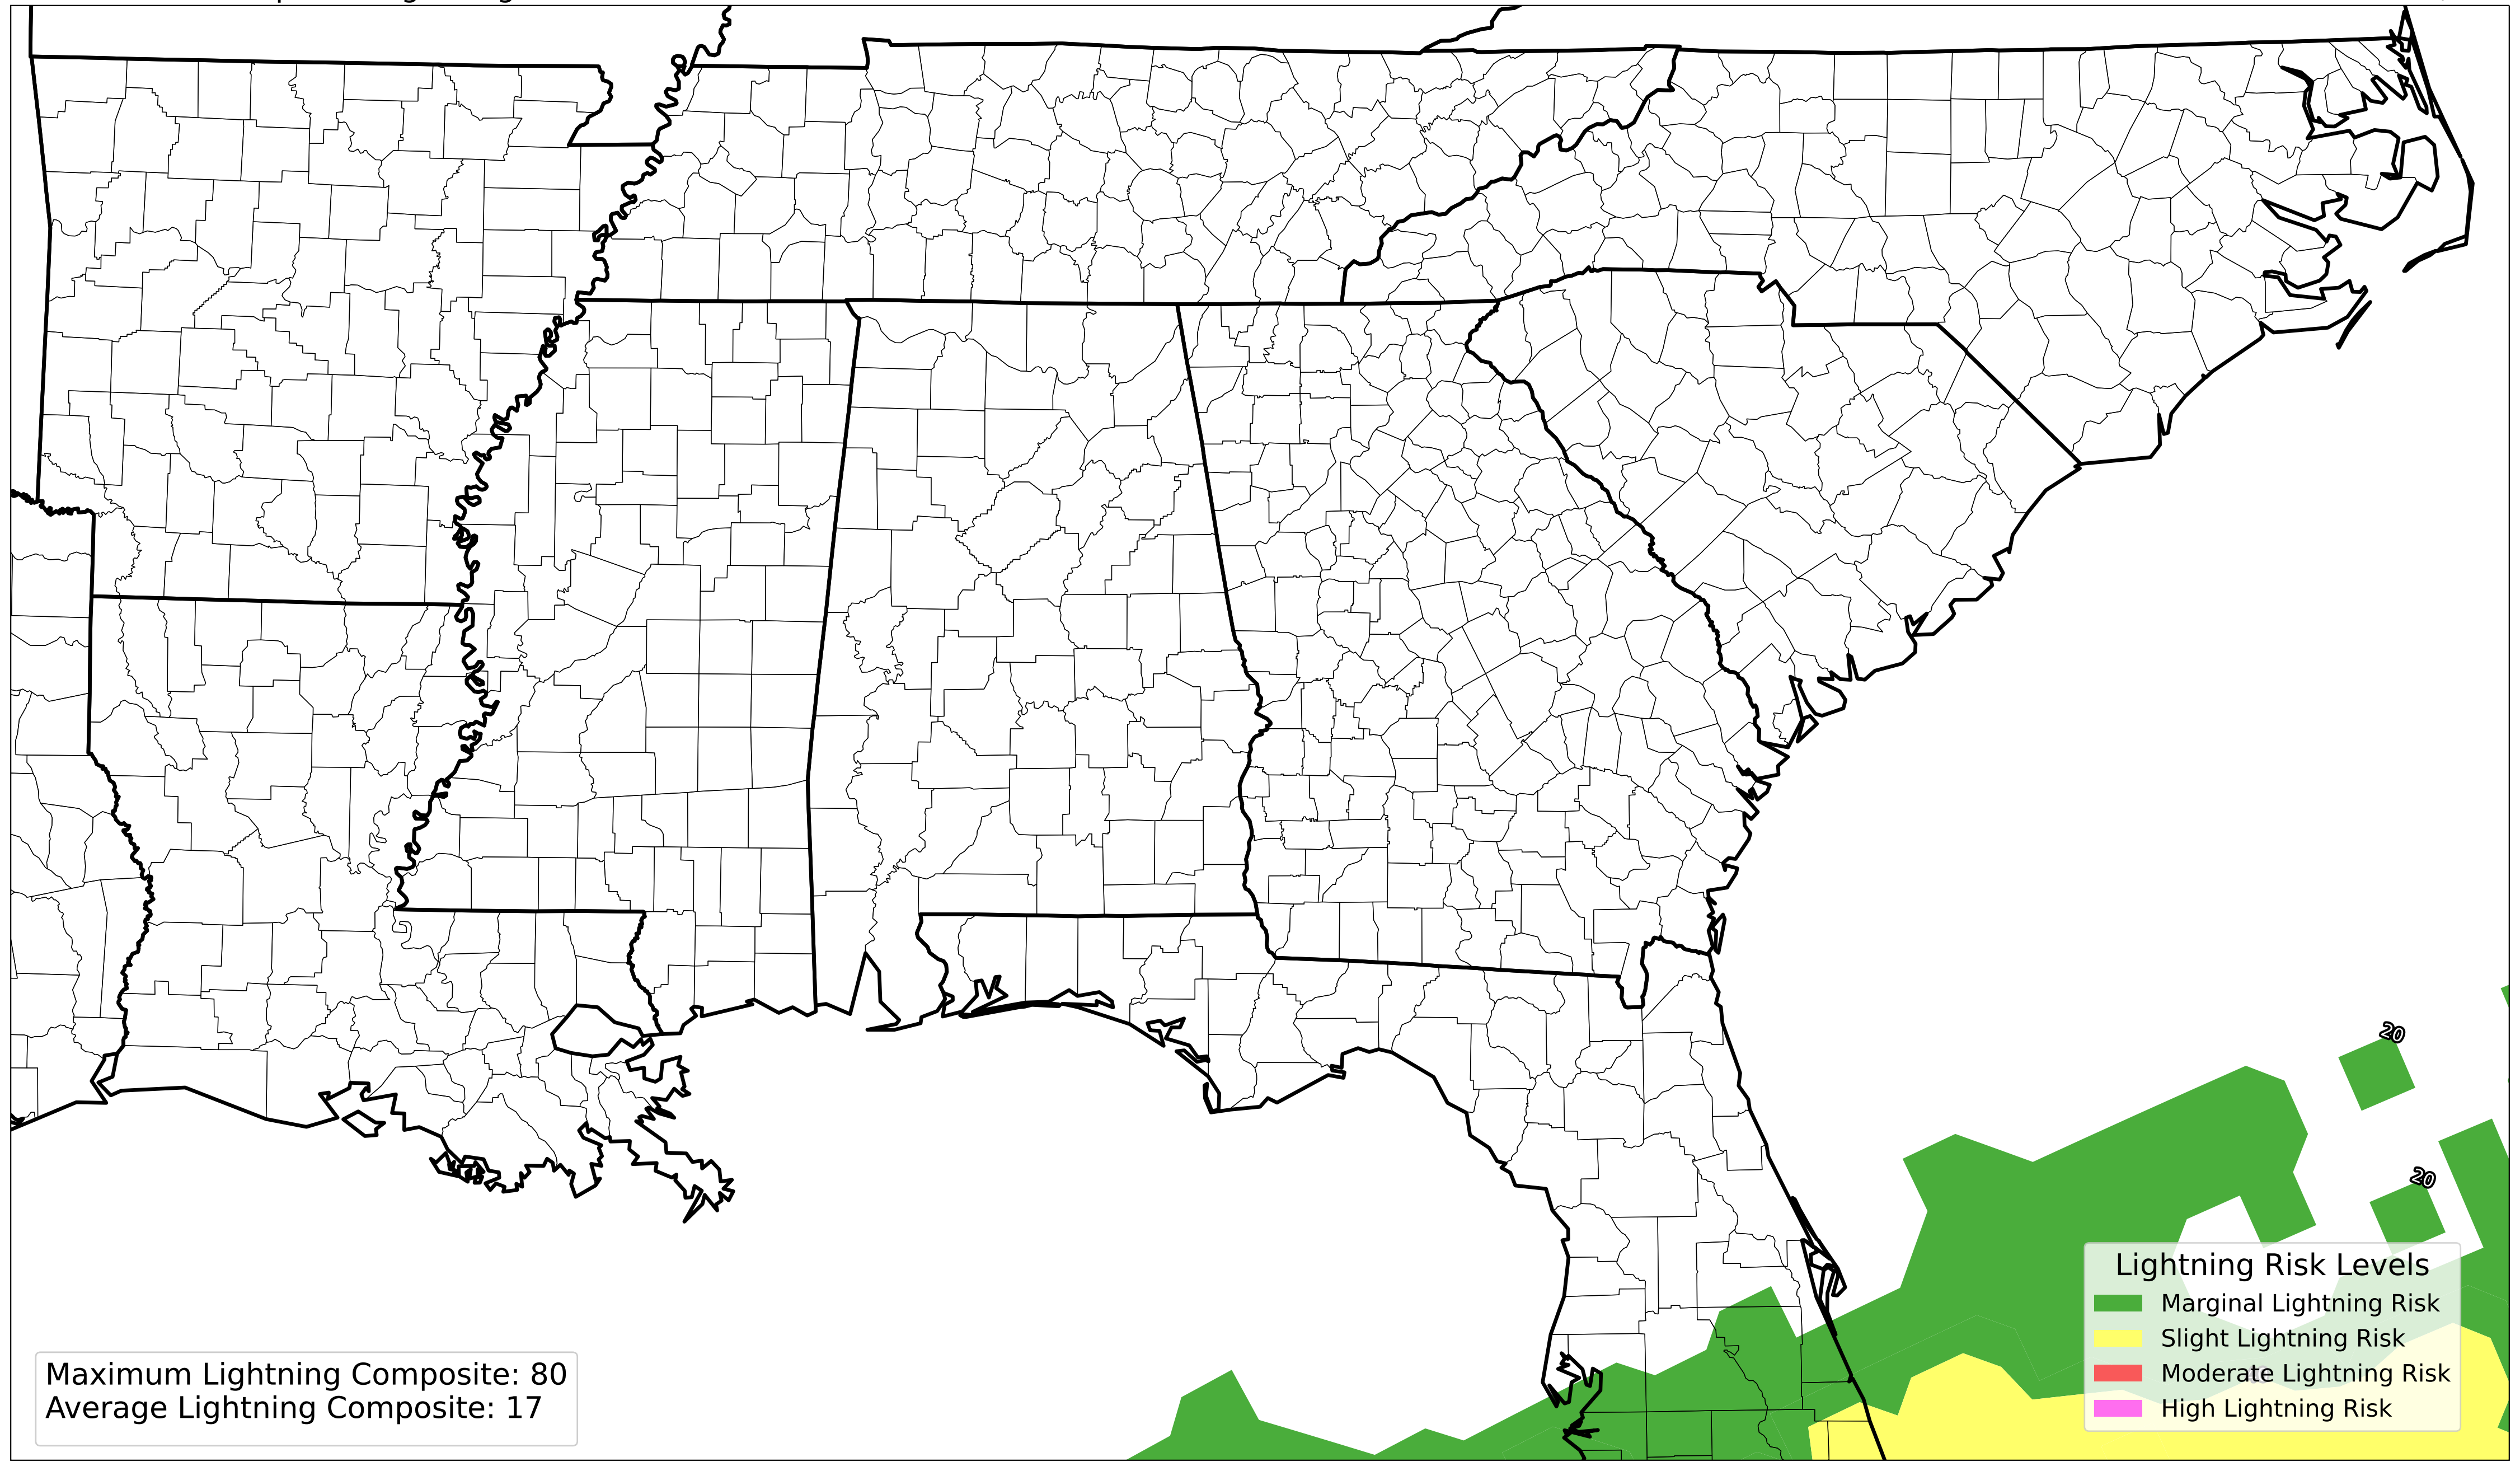 20
20
Lightning Risk Levels
Marginal Lightning Risk
Slight Lightning Risk
Moderate Lightning Risk
High Lightning Risk
Maximum Lightning Composite: 80
Average Lightning Composite: 17